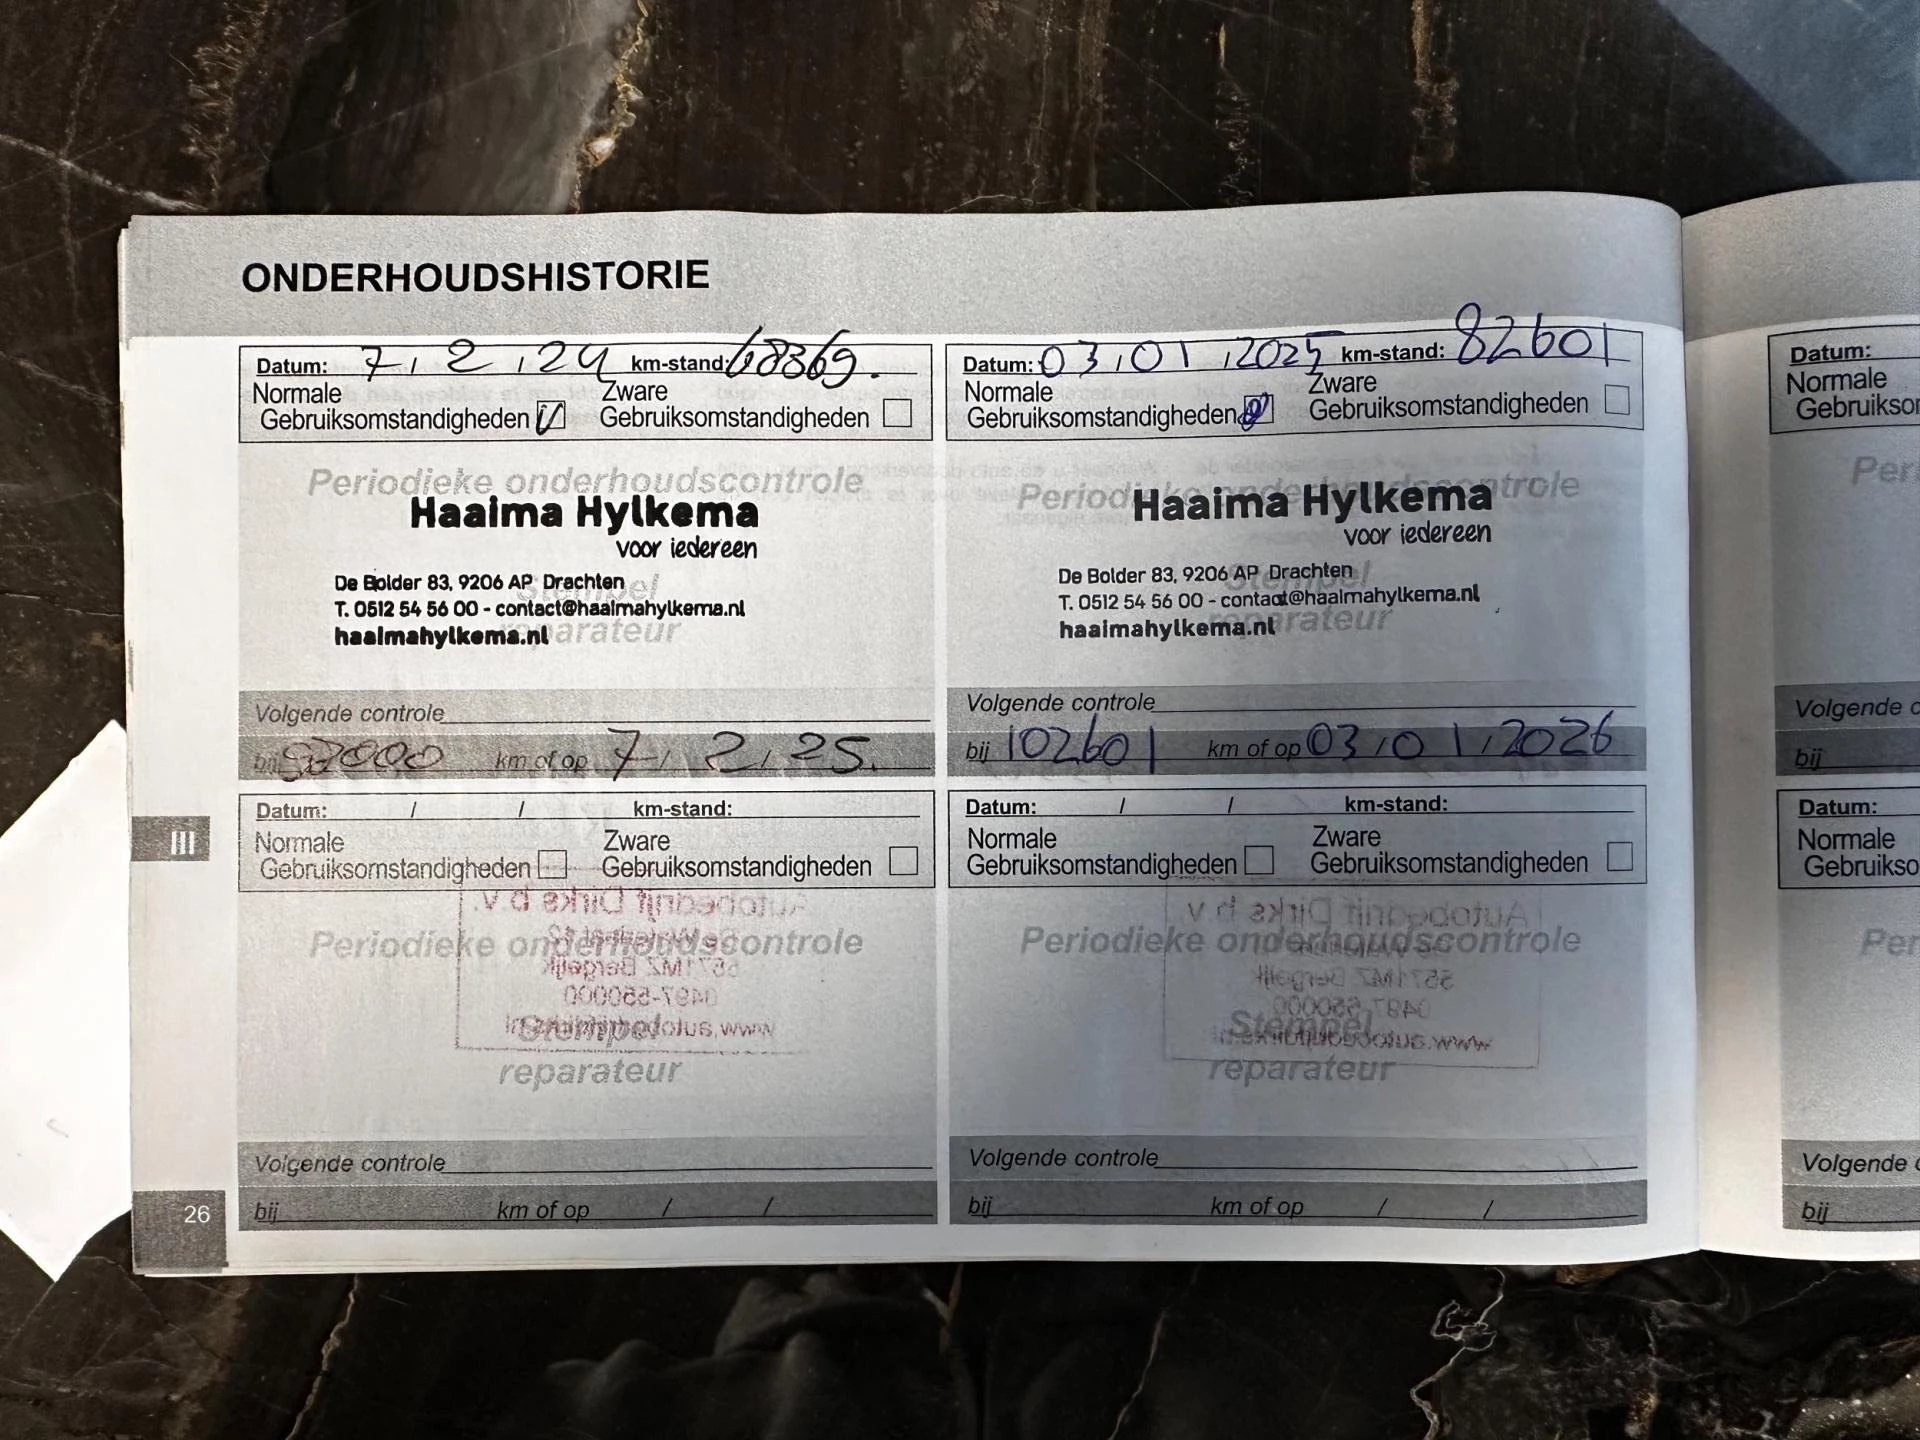 ONDERHOUDSHISTORIE
Datum: 7 / 2 / 24 km-stand: 68369.
Normale Zware
Gebruiksomstandigheden Gebruiksomstandigheden
Periodieke onderhoudscontrole
Haaima Hylkema
voor iedereen
De Bolder 83, 9206 AP Drachten
Stempel
T. 0512 54 56 00 - contact@haaimahylkema.nl
haaimahylkema.nl
reparateur
Volgende controle
bij km of op 7 / 2 / 25.
Datum: 03 / 01 / 2025 km-stand: 82601
Normale Zware
Gebruiksomstandigheden Gebruiksomstandigheden
Periodieke onderhoudscontrole
Haaima Hylkema
voor iedereen
De Bolder 83, 9206 AP Drachten
Stempel
T. 0512 54 56 00 - contact@haaimahylkema.nl
haaimahylkema.nl
reparateur
Volgende controle
bij 102601 km of op 03 / 01 / 2026
Datum: / / km-stand:
Normale Zware
Gebruiksomstandigheden Gebruiksomstandigheden
Periodieke onderhoudscontrole
Stempel
reparateur
Volgende controle
bij km of op / /
Datum: / / km-stand:
Normale Zware
Gebruiksomstandigheden Gebruiksomstandigheden
Periodieke onderhoudscontrole
Stempel
reparateur
Volgende controle
bij km of op / /
III
26
Datum:
Normale
Gebruikso
Per
Volgende c
bij
Datum:
Normale
Gebruikso
Per
Volgende c
bij